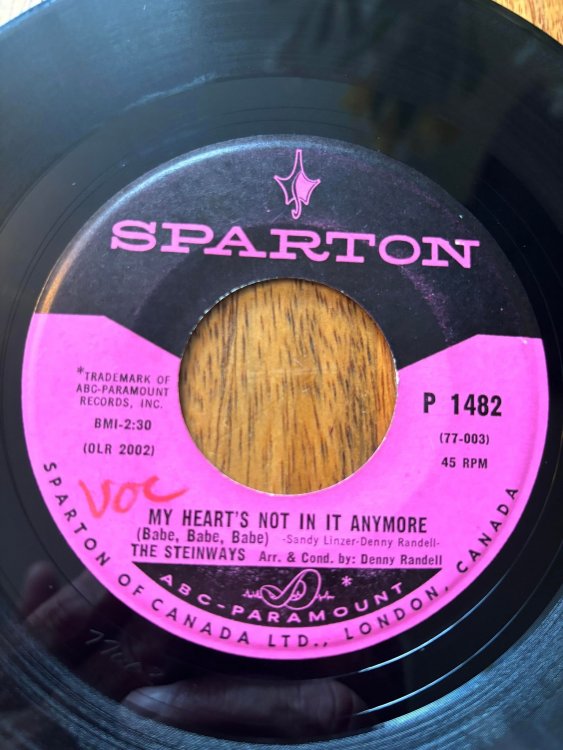 SPARTON
*TRADEMARK OF
ABC-PARAMOUNT
RECORDS, INC.
BMI-2:30
(OLR 2002)
P 1482
(77-003)
45 RPM
VOC
MY HEART'S NOT IN IT ANYMORE
(Babe, Babe, Babe) -Sandy Linzer-Denny Randell-
THE STEINWAYS Arr. & Cond. by: Denny Randell
ABC-PARAMOUNT*
SPARTON OF CANADA LTD., LONDON, CANADA